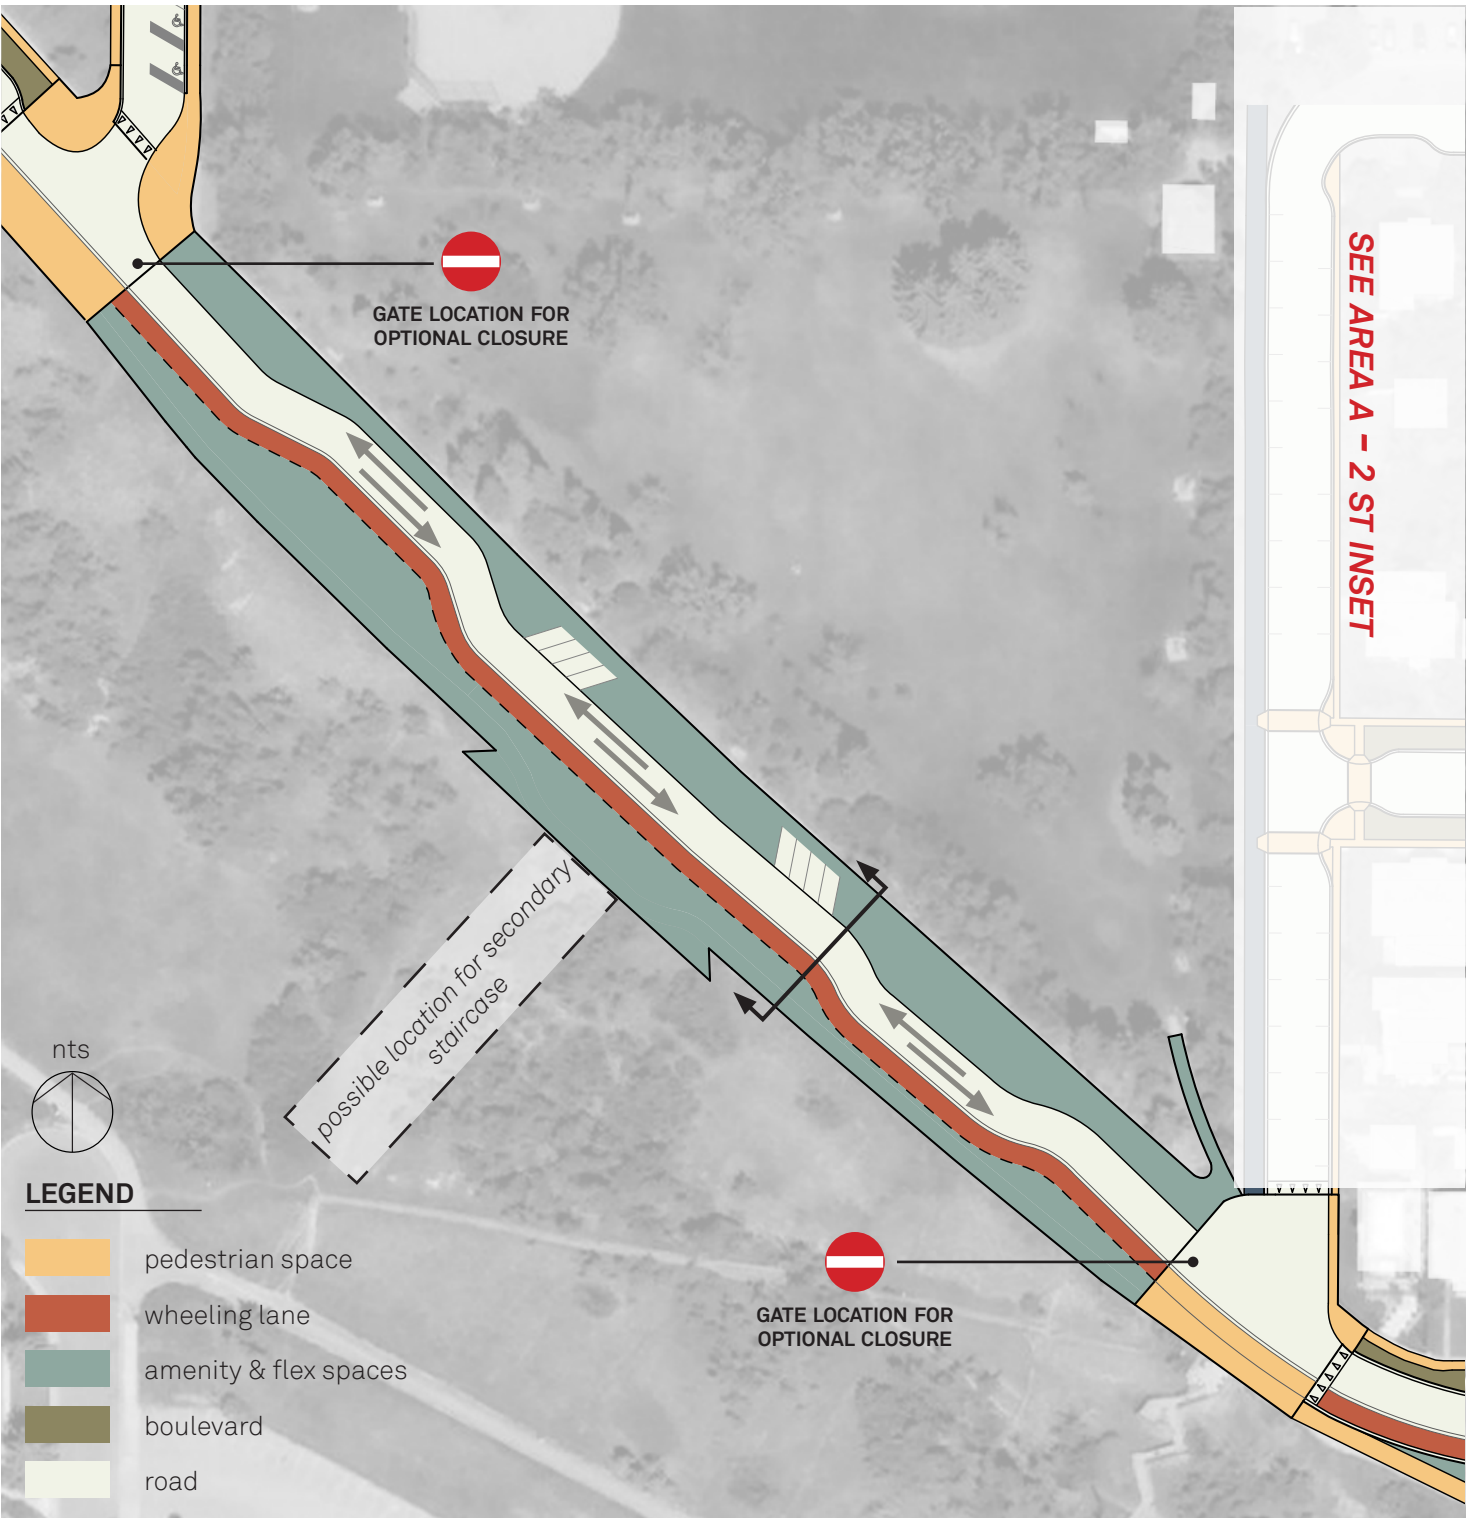 GATE LOCATION FOR
OPTIONAL CLOSURE
SEE AREA A - 2 ST INSET
possible location for secondary
staircase
nts
LEGEND
pedestrian space
wheeling lane
amenity & flex spaces
boulevard
road
GATE LOCATION FOR
OPTIONAL CLOSURE